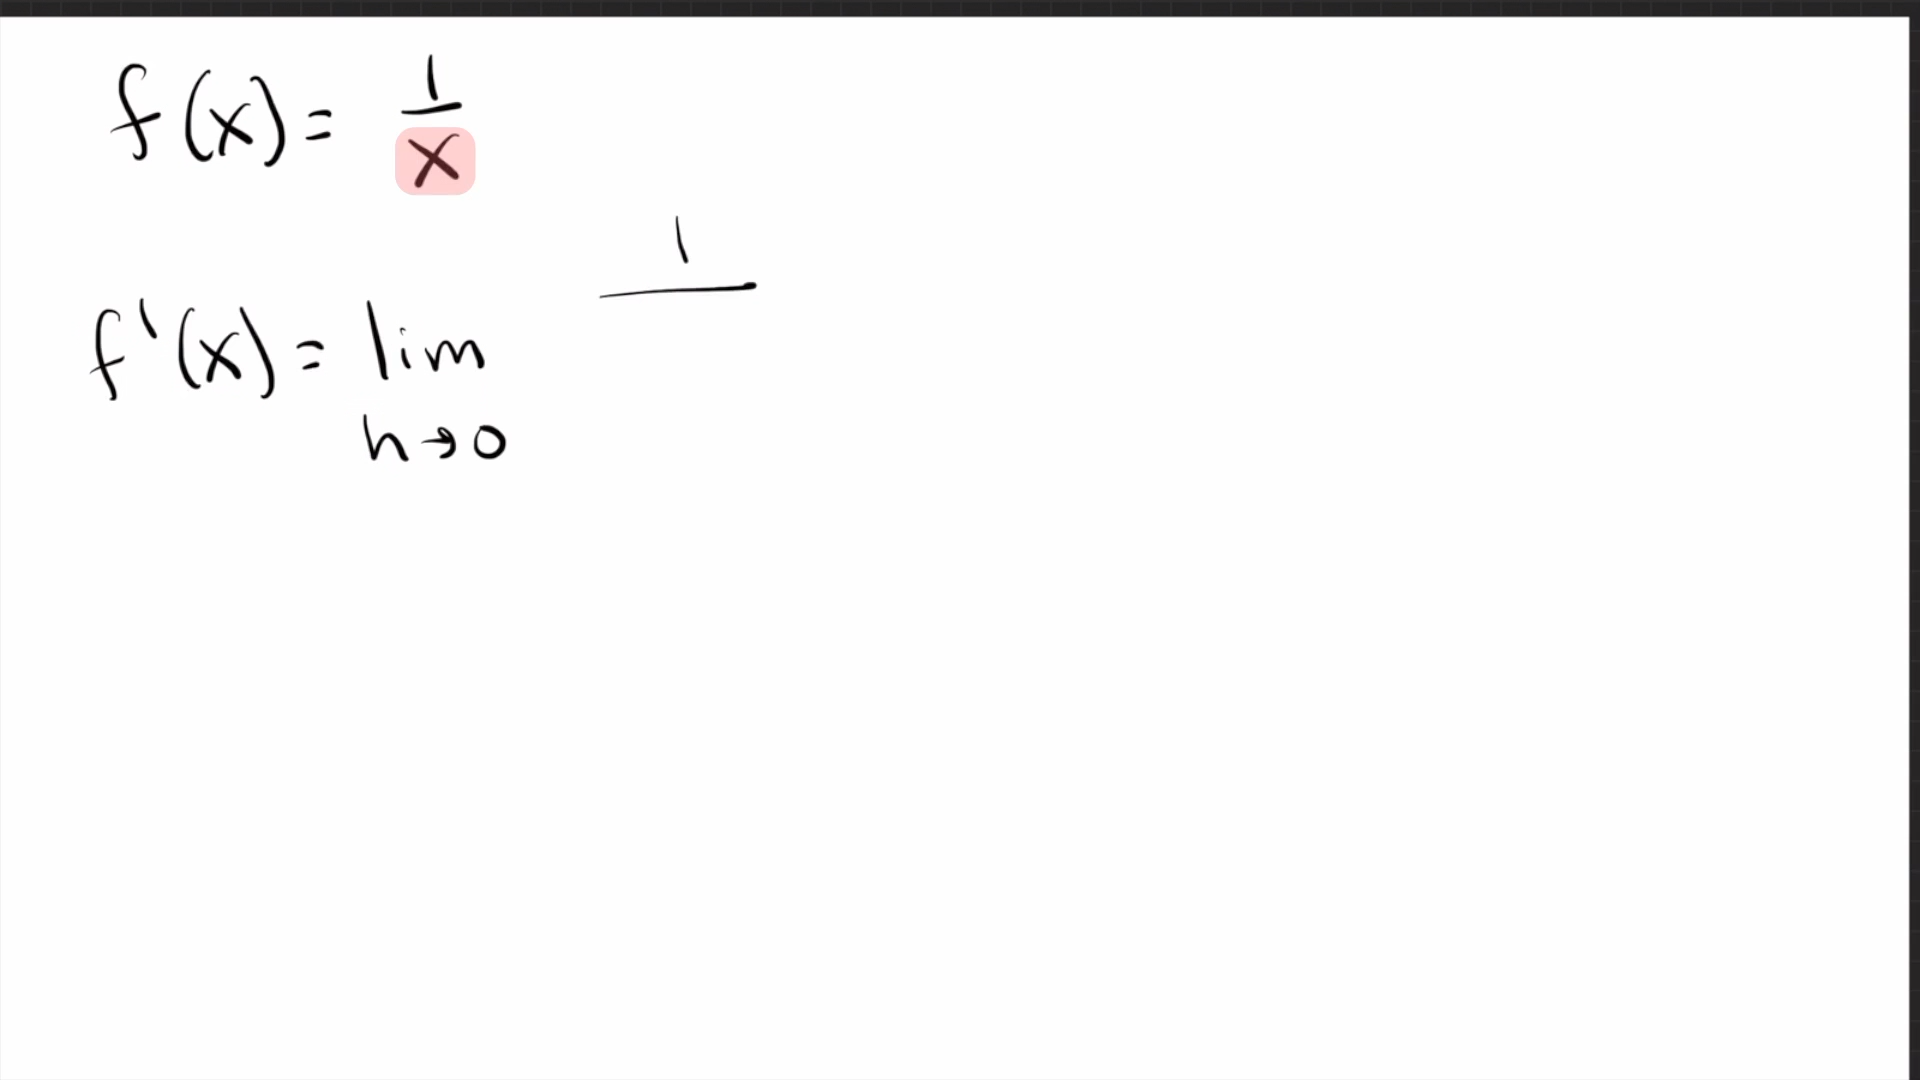 f(x) = 1/x
1/
f'(x) = lim
h→0